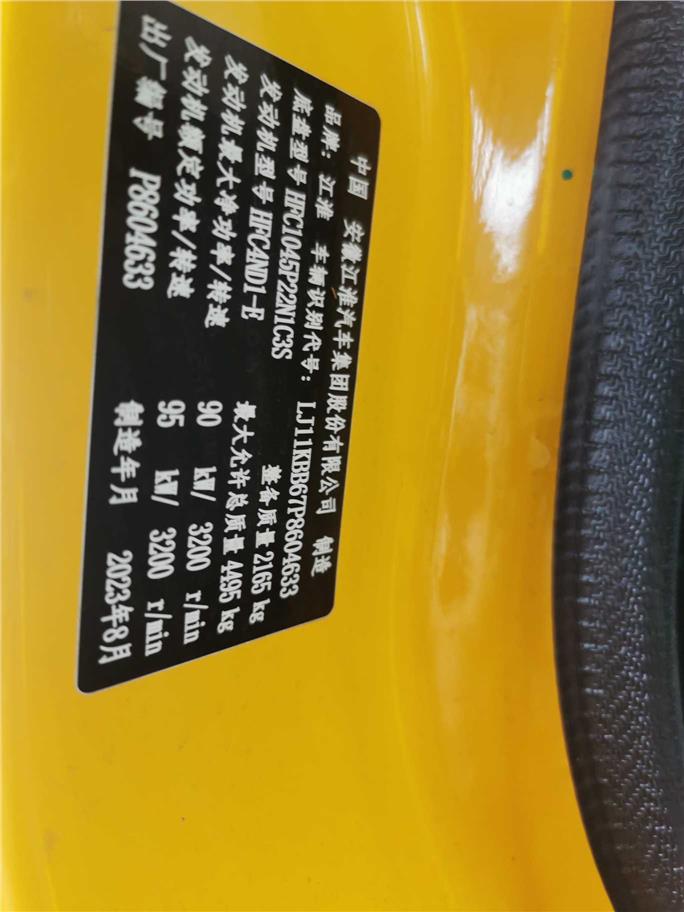 中国 安徽江淮汽车集团股份有限公司 制造
品牌：江淮 车辆识别代号：LJ11KBB67P8604633
底盘型号 HFC1045P22N1C3S 整备质量 2165 kg
发动机型号 HFC4ND1-E 最大允许总质量 4495 kg
发动机最大净功率/转速 90 kW/ 3200 r/min
发动机额定功率/转速 95 kW/ 3200 r/min
出厂编号 P8604633 制造年月 2023年8月